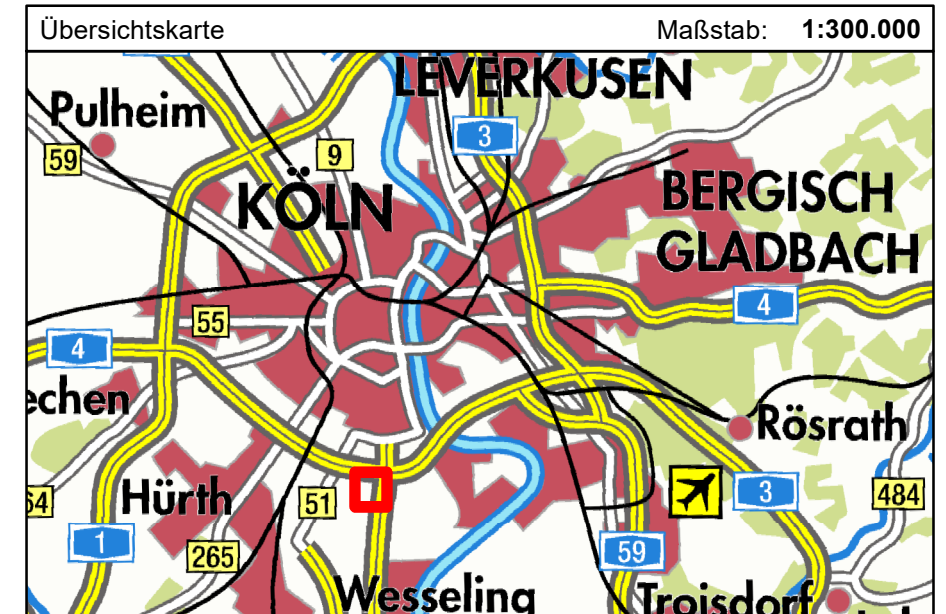 Übersichtskarte Maßstab: 1:300.000
LEVERKUSEN
Pulheim
3
59
9
KÖLN
BERGISCH
GLADBACH
4
55
4
echen
Rösrath
Hürth
51
3
484
64
1
265
59
Wesseling
Troisdorf